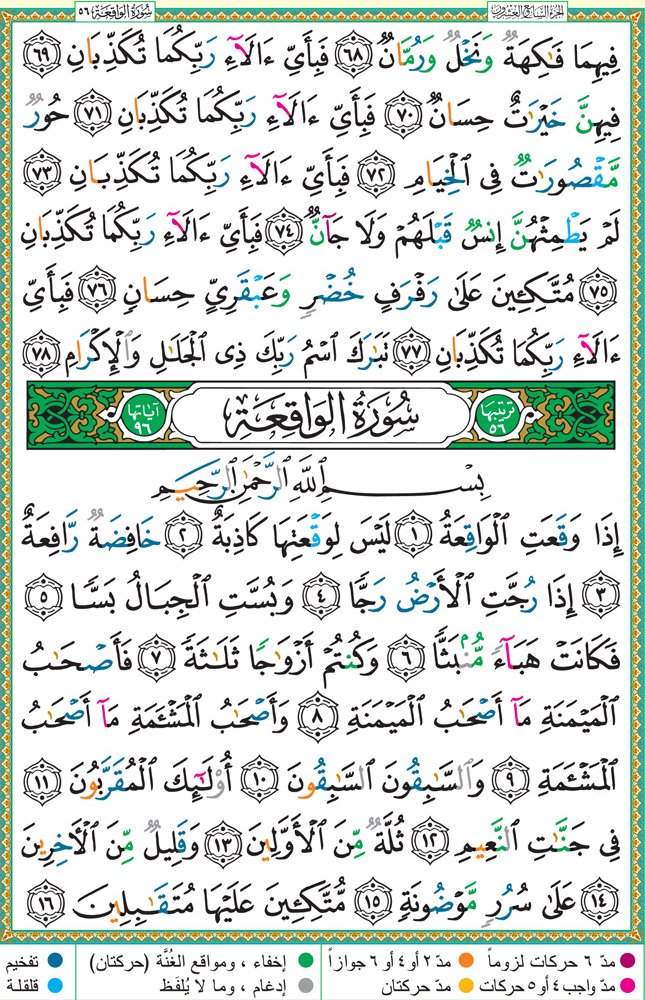 الجزء السابع والعشرون سُورَةُ الوَاقِعَة (٥٦
فِيهِمَا فَـٰكِهَةٌ وَنَخْلٌ وَرُمَّانٌ ٦٨ فَبِأَىِّ ءَالَآءِ رَبِّكُمَا تُكَذِّبَانِ ٦٩
فِيهِنَّ خَيْرَٰتٌ حِسَانٌ ٧٠ فَبِأَىِّ ءَالَآءِ رَبِّكُمَا تُكَذِّبَانِ ٧١ حُورٌ
مَّقْصُورَٰتٌ فِى ٱلْخِيَامِ ٧٢ فَبِأَىِّ ءَالَآءِ رَبِّكُمَا تُكَذِّبَانِ ٧٣
لَمْ يَطْمِثْهُنَّ إِنسٌ قَبْلَهُمْ وَلَا جَآنٌّ ٧٤ فَبِأَىِّ ءَالَآءِ رَبِّكُمَا تُكَذِّبَانِ
٧٥ مُتَّكِـِٔينَ عَلَىٰ رَفْرَفٍ خُضْرٍ وَعَبْقَرِىٍّ حِسَانٍ ٧٦ فَبِأَىِّ
ءَالَآءِ رَبِّكُمَا تُكَذِّبَانِ ٧٧ تَبَـٰرَكَ ٱسْمُ رَبِّكَ ذِى ٱلْجَلَـٰلِ وَٱلْإِكْرَامِ ٧٨
ترتيبها ٥٦ سُورَةُ الوَاقِعَةِ آياتها ٩٦
بِسْمِ ٱللَّهِ ٱلرَّحْمَـٰنِ ٱلرَّحِيمِ
إِذَا وَقَعَتِ ٱلْوَاقِعَةُ ١ لَيْسَ لِوَقْعَتِهَا كَاذِبَةٌ ٢ خَافِضَةٌ رَّافِعَةٌ
٣ إِذَا رُجَّتِ ٱلْأَرْضُ رَجًّا ٤ وَبُسَّتِ ٱلْجِبَالُ بَسًّا ٥
فَكَانَتْ هَبَآءً مُّنۢبَثًّا ٦ وَكُنتُمْ أَزْوَٰجًا ثَلَـٰثَةً ٧ فَأَصْحَـٰبُ
ٱلْمَيْمَنَةِ مَآ أَصْحَـٰبُ ٱلْمَيْمَنَةِ ٨ وَأَصْحَـٰبُ ٱلْمَشْـَٔمَةِ مَآ أَصْحَـٰبُ
ٱلْمَشْـَٔمَةِ ٩ وَٱلسَّـٰبِقُونَ ٱلسَّـٰبِقُونَ ١٠ أُو۟لَـٰٓئِكَ ٱلْمُقَرَّبُونَ ١١
فِى جَنَّـٰتِ ٱلنَّعِيمِ ١٢ ثُلَّةٌ مِّنَ ٱلْأَوَّلِينَ ١٣ وَقَلِيلٌ مِّنَ ٱلْـَٔاخِرِينَ
١٤ عَلَىٰ سُرُرٍ مَّوْضُونَةٍ ١٥ مُّتَّكِـِٔينَ عَلَيْهَا مُتَقَـٰبِلِينَ ١٦
مدّ ٦ حركات لزوماً مدّ ٢ أو ٤ أو ٦ جوازاً إخفاء ، ومواقع الغُنَّة (حركتان) تفخيم
مدّ واجب ٤ أو ٥ حركات مدّ حركتان إدغام ، وما لا يُلفَظ قلقلة